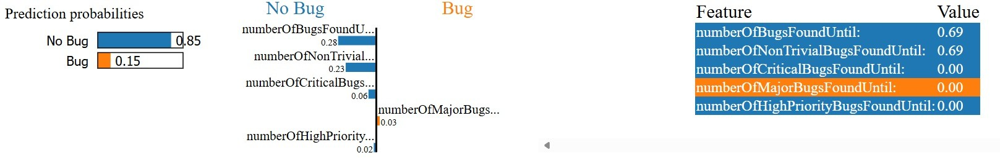 Prediction probabilities
No Bug 0.85
Bug 0.15
No Bug Bug
numberOfBugsFoundU...
0.28
numberOfNonTrivial...
0.23
numberOfCriticalBugs...
0.06
numberOfMajorBugs...
0.03
numberOfHighPriority...
0.02
Feature Value
numberOfBugsFoundUntil: 0.69
numberOfNonTrivialBugsFoundUntil: 0.69
numberOfCriticalBugsFoundUntil: 0.00
numberOfMajorBugsFoundUntil: 0.00
numberOfHighPriorityBugsFoundUntil: 0.00